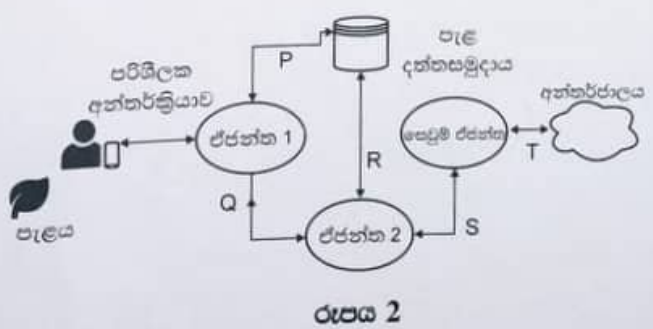 පැළ
දත්තසමුදාය
P
පරිශීලක
අන්තර්ක්‍රියාව
අන්තර්ජාලය
ඒජන්ත 1
සෙවුම් ඒජන්ත
T
R
Q
S
පැළය
ඒජන්ත 2
රූපය 2